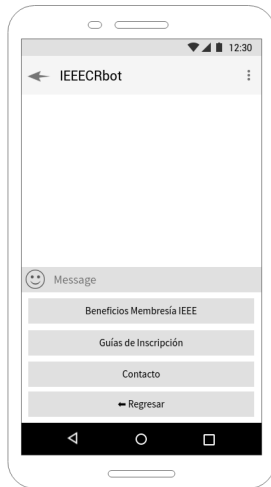 12:30
IEEECRbot
Message
Beneficios Membresía IEEE
Guías de Inscripción
Contacto
⬅ Regresar